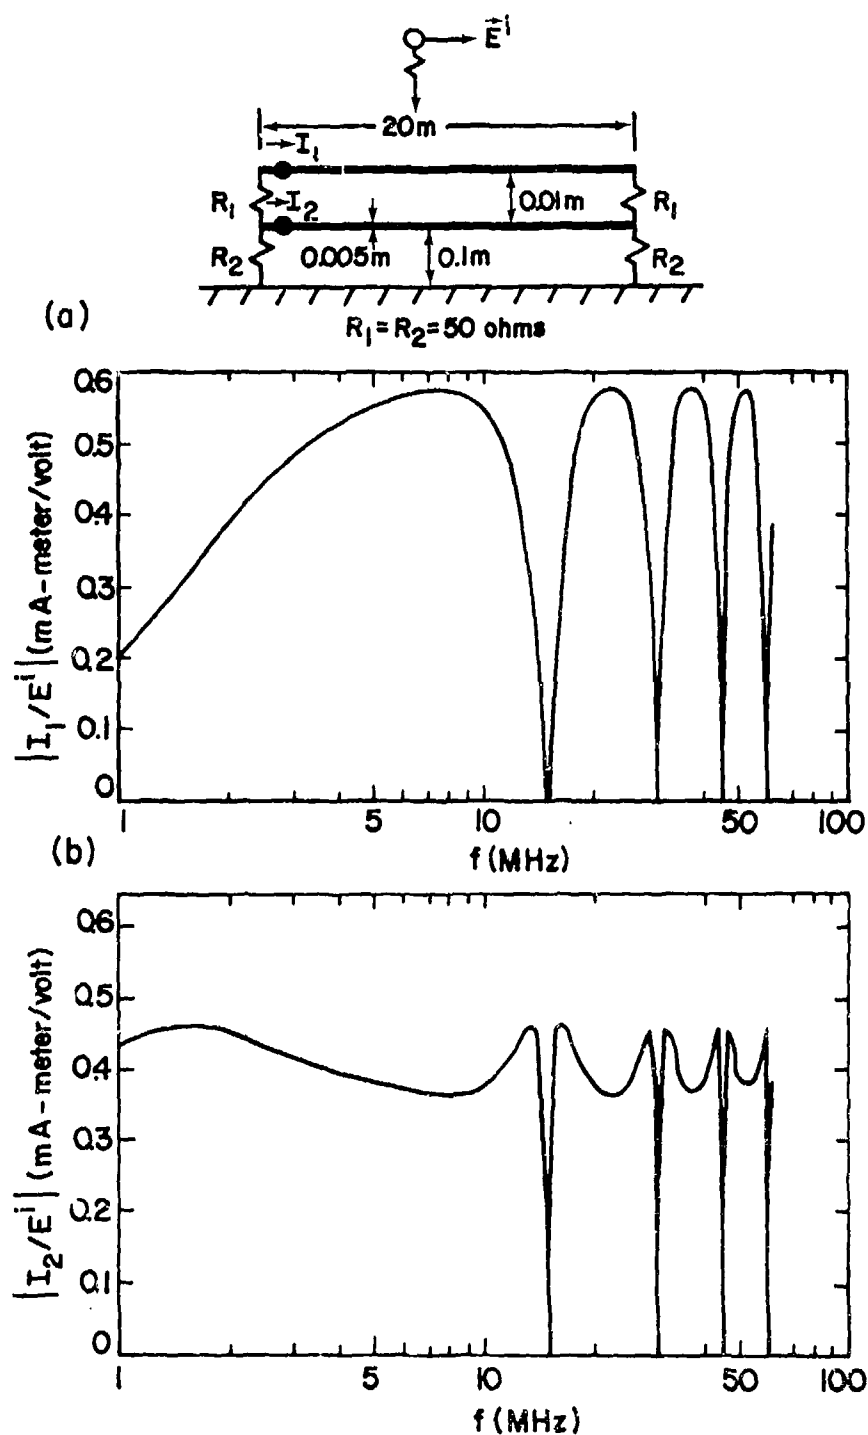 E⃗ⁱ
20m
I₁
R₁ I₂ 0.01m R₁
R₂ 0.005m 0.1m R₂
(a)
R₁ = R₂ = 50 ohms
|I₁/Eⁱ| (mA-meter/volt)
0.6
0.5
0.4
0.3
0.2
0.1
0
1 5 10 50 100
f (MHz)
(b)
|I₂/Eⁱ| (mA-meter/volt)
0.6
0.5
0.4
0.3
0.2
0.1
0
1 5 10 50 100
f (MHz)